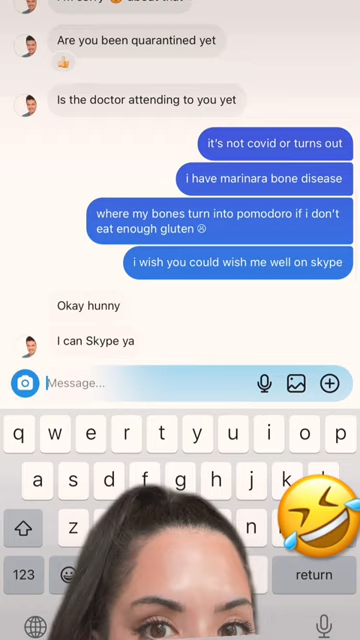 about that
Are you been quarantined yet
Is the doctor attending to you yet
it's not covid or turns out
i have marinara bone disease
where my bones turn into pomodoro if i don't
eat enough gluten ☹
i wish you could wish me well on skype
Okay hunny
I can Skype ya
Message...
q w e r t y u i o p
a s d f g h j k
z n
123 return